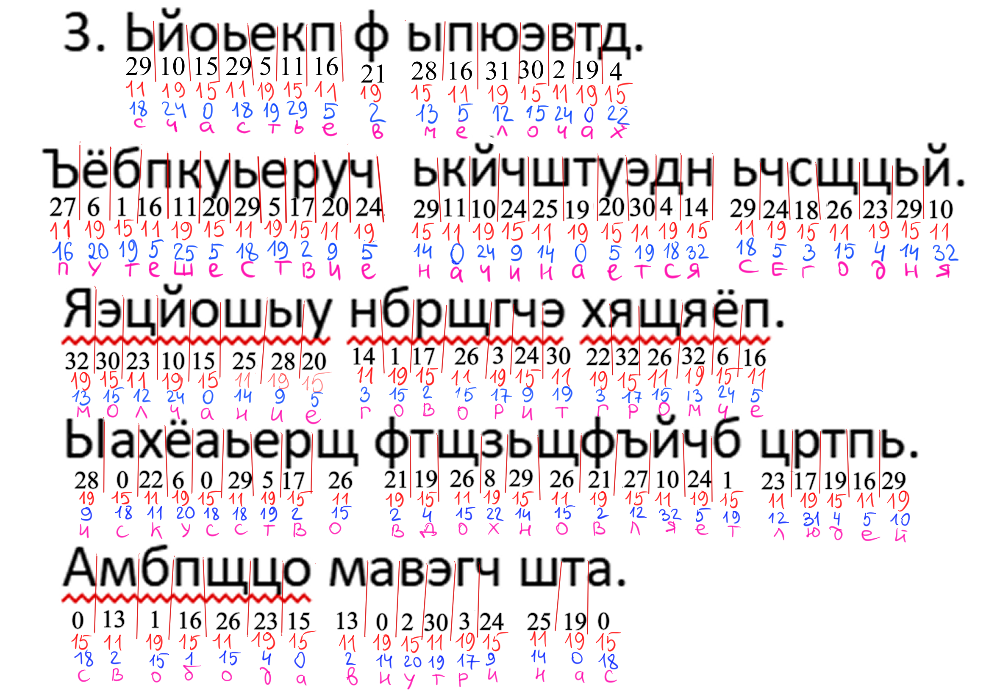 3. Ьйоьекп ф ыпюэвтд.
29 10 15 29 5 11 16 21 28 16 31 30 2 19 4
11 19 15 11 19 15 11 19 15 11 19 15 11 19 15
18 24 0 18 19 29 5 2 13 5 12 15 24 0 22
с ч а с т ь е в м е л о ч а х
Ъёбпкуьеруч ькйчштуэдн ьчсщцьй.
27 6 1 16 11 20 29 5 17 20 24 29 11 10 24 25 19 20 30 4 14 29 24 18 26 23 29 10
11 19 15 11 19 15 11 19 15 11 19 15 11 19 15 11 19 15 11 19 15 11 19 15 11 19 15 11
16 20 19 5 25 5 18 19 2 9 5 14 0 24 9 14 0 5 19 18 32 18 5 3 15 4 14 32
п у т е ш е с т в и е н а ч и н а е т с я с е г о д н я
Яэцйошыу нбрщгчэ хящяёп.
32 30 23 10 15 25 28 20 14 1 17 26 3 24 30 22 32 26 32 6 16
19 15 11 19 15 11 19 15 11 19 15 11 19 15 11 19 15 11 19 15 11
13 15 12 24 0 14 9 5 3 15 2 15 17 9 19 3 17 15 13 24 5
м о л ч а н и е г о в о р и т г р о м ч е
Ыахёаьерщ фтщзьщфъйчб цртпь.
28 0 22 6 0 29 5 17 26 21 19 26 8 29 26 21 27 10 24 1 23 17 19 16 29
19 15 11 19 15 11 19 15 11 19 15 11 19 15 11 19 15 11 19 15 11 19 15 11 19
9 18 11 20 18 18 19 2 15 2 4 15 22 14 15 2 12 32 5 19 12 31 4 5 10
и с к у с с т в о в д о х н о в л я е т л ю д е й
Амбпщцо мавэгч шта.
0 13 1 16 26 23 15 13 0 2 30 3 24 25 19 0
15 11 19 15 11 19 15 11 19 15 11 19 15 11 19 15
18 2 15 1 15 4 0 2 14 20 19 17 9 14 0 18
с в о б о д а в н у т р и н а с